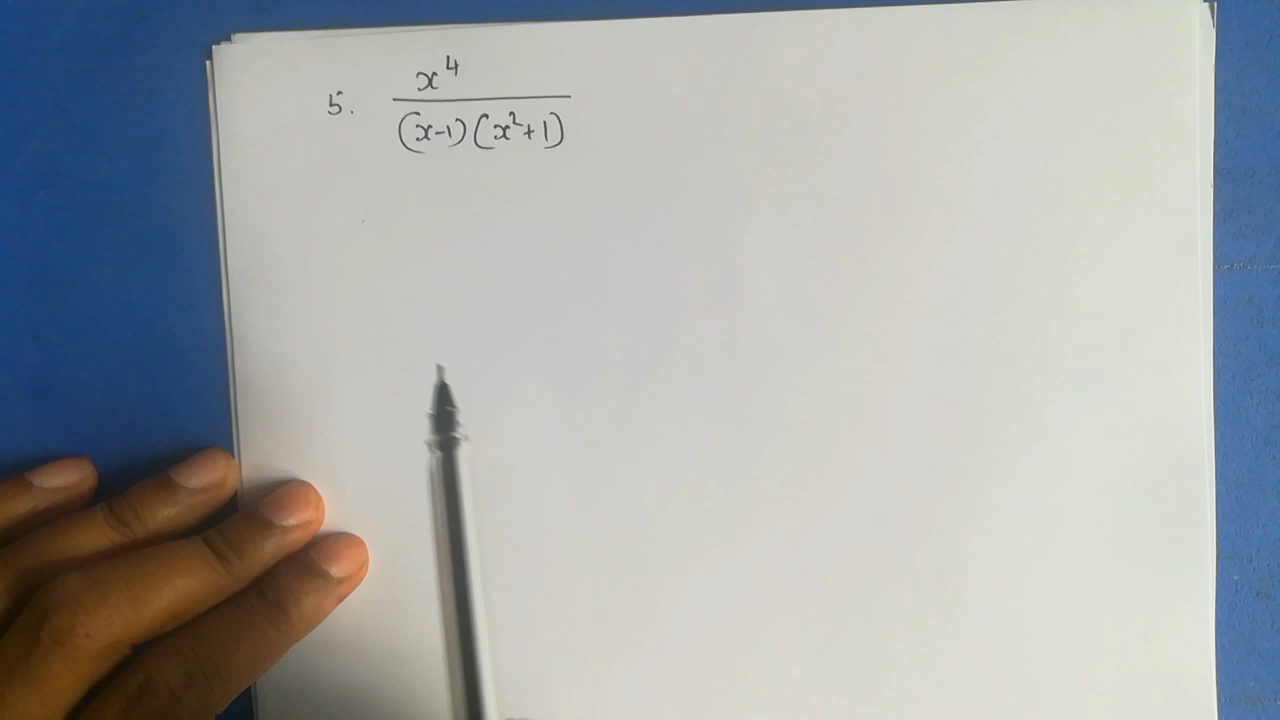 5. x⁴
(x-1)(x²+1)